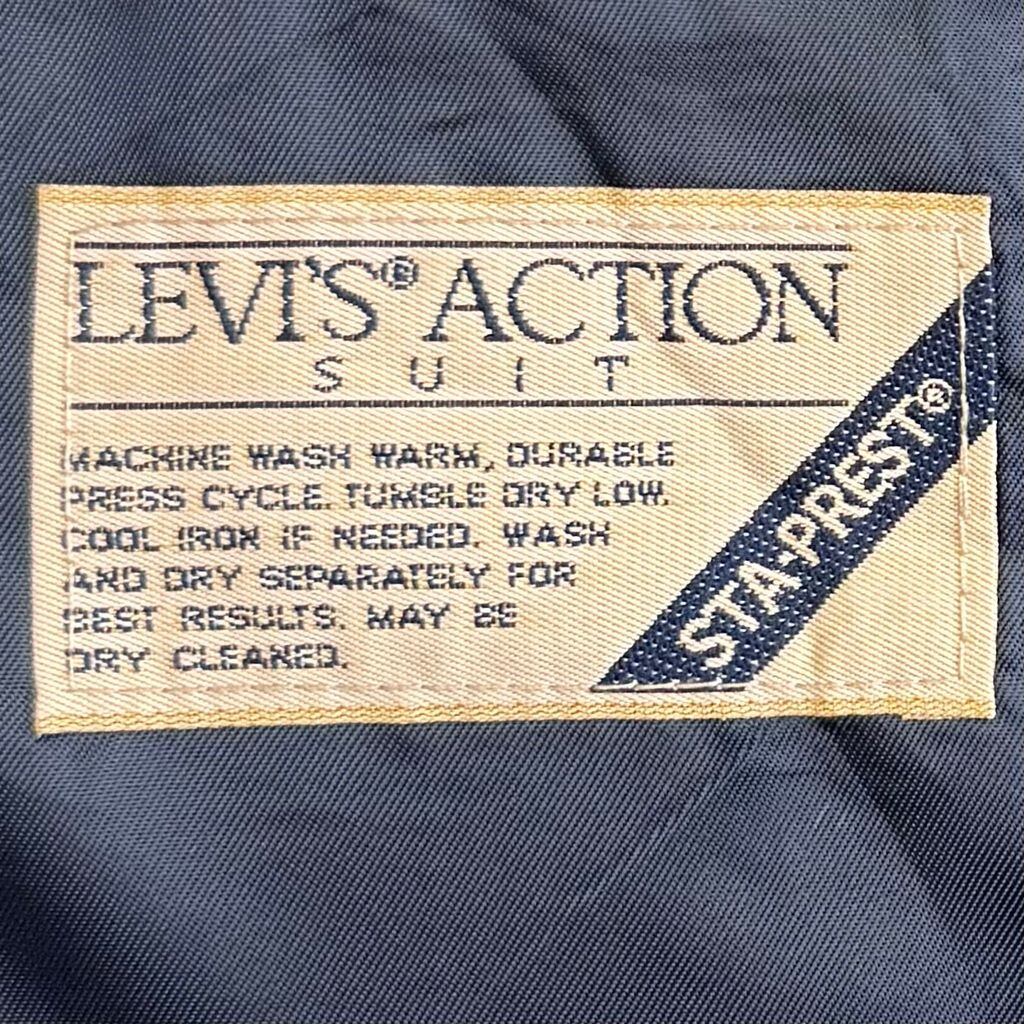 LEVI'S® ACTION
SUIT
MACHINE WASH WARM, DURABLE
PRESS CYCLE. TUMBLE DRY LOW.
COOL IRON IF NEEDED. WASH
AND DRY SEPARATELY FOR
BEST RESULTS. MAY BE
DRY CLEANED.
STA-PREST®